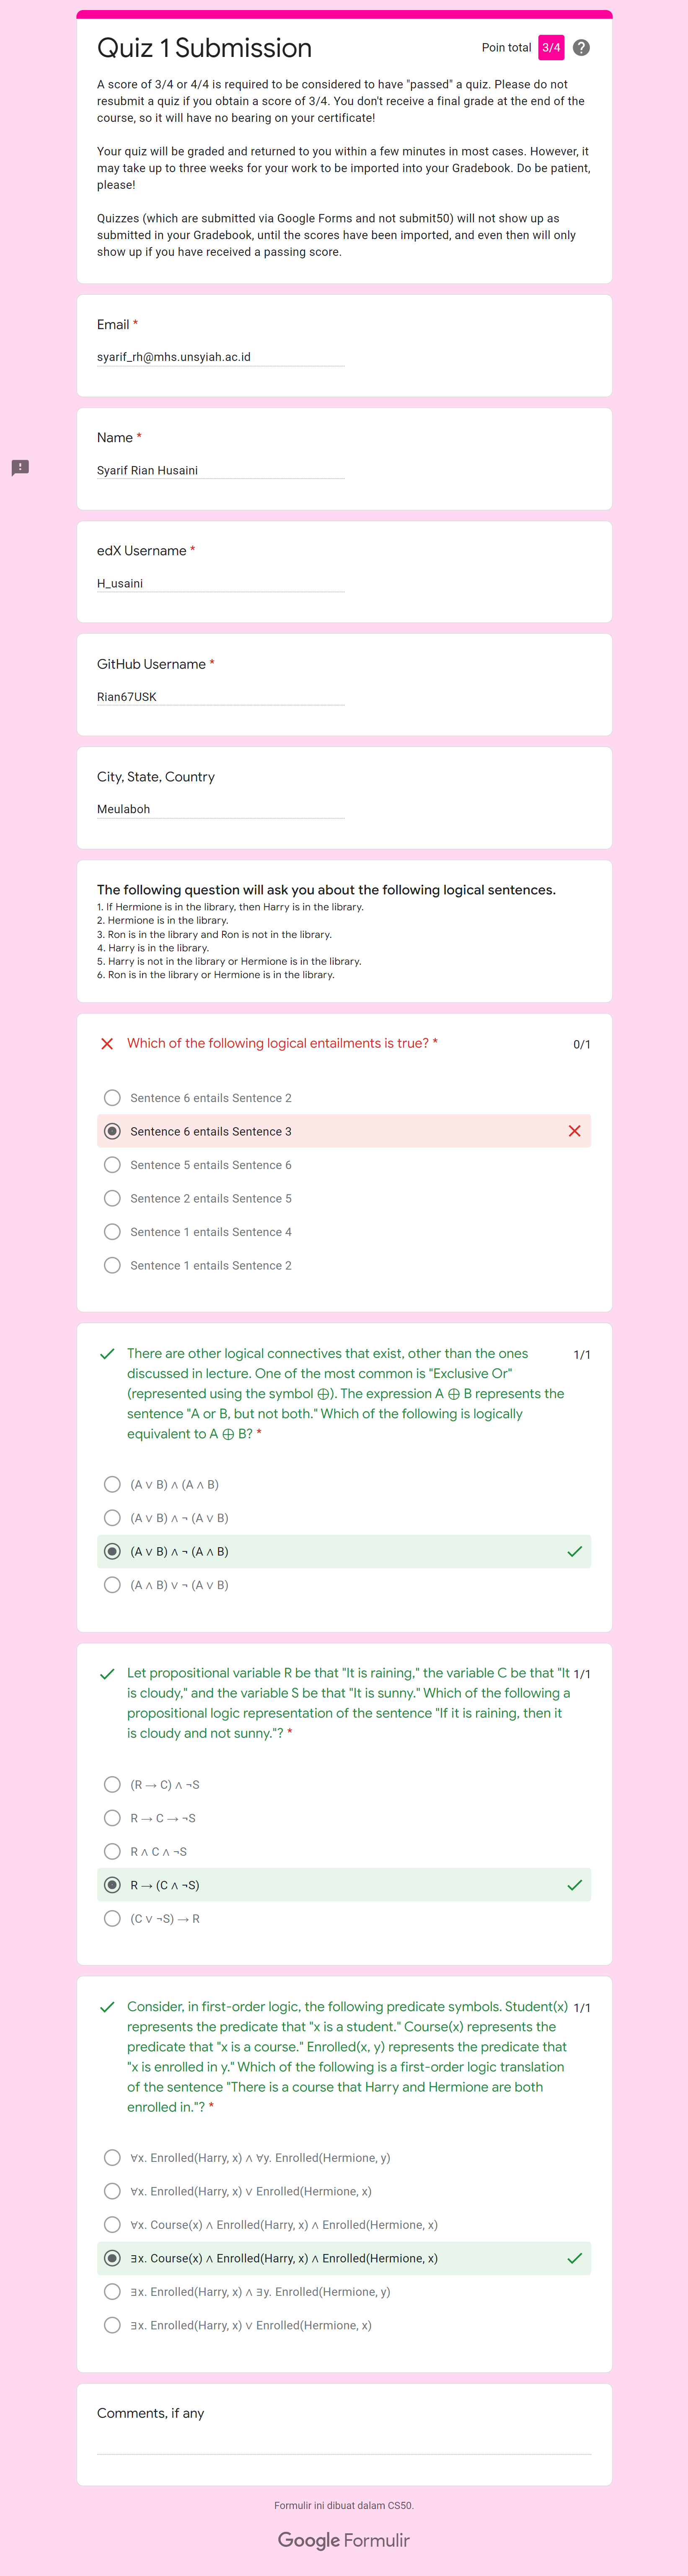 Quiz 1 Submission
Poin total 3/4
A score of 3/4 or 4/4 is required to be considered to have "passed" a quiz. Please do not
resubmit a quiz if you obtain a score of 3/4. You don't receive a final grade at the end of the
course, so it will have no bearing on your certificate!
Your quiz will be graded and returned to you within a few minutes in most cases. However, it
may take up to three weeks for your work to be imported into your Gradebook. Do be patient,
please!
Quizzes (which are submitted via Google Forms and not submit50) will not show up as
submitted in your Gradebook, until the scores have been imported, and even then will only
show up if you have received a passing score.
Email *
syarif_rh@mhs.unsyiah.ac.id
Name *
Syarif Rian Husaini
edX Username *
H_usaini
GitHub Username *
Rian67USK
City, State, Country
Meulaboh
The following question will ask you about the following logical sentences.
1. If Hermione is in the library, then Harry is in the library.
2. Hermione is in the library.
3. Ron is in the library and Ron is not in the library.
4. Harry is in the library.
5. Harry is not in the library or Hermione is in the library.
6. Ron is in the library or Hermione is in the library.
Which of the following logical entailments is true? * 0/1
Sentence 6 entails Sentence 2
Sentence 6 entails Sentence 3
Sentence 5 entails Sentence 6
Sentence 2 entails Sentence 5
Sentence 1 entails Sentence 4
Sentence 1 entails Sentence 2
There are other logical connectives that exist, other than the ones 1/1
discussed in lecture. One of the most common is "Exclusive Or"
(represented using the symbol ⊕). The expression A ⊕ B represents the
sentence "A or B, but not both." Which of the following is logically
equivalent to A ⊕ B? *
(A ∨ B) ∧ (A ∧ B)
(A ∨ B) ∧ ¬ (A ∨ B)
(A ∨ B) ∧ ¬ (A ∧ B)
(A ∧ B) ∨ ¬ (A ∨ B)
Let propositional variable R be that "It is raining," the variable C be that "It 1/1
is cloudy," and the variable S be that "It is sunny." Which of the following a
propositional logic representation of the sentence "If it is raining, then it
is cloudy and not sunny."? *
(R → C) ∧ ¬S
R → C → ¬S
R ∧ C ∧ ¬S
R → (C ∧ ¬S)
(C ∨ ¬S) → R
Consider, in first-order logic, the following predicate symbols. Student(x) 1/1
represents the predicate that "x is a student." Course(x) represents the
predicate that "x is a course." Enrolled(x, y) represents the predicate that
"x is enrolled in y." Which of the following is a first-order logic translation
of the sentence "There is a course that Harry and Hermione are both
enrolled in."? *
∀x. Enrolled(Harry, x) ∧ ∀y. Enrolled(Hermione, y)
∀x. Enrolled(Harry, x) ∨ Enrolled(Hermione, x)
∀x. Course(x) ∧ Enrolled(Harry, x) ∧ Enrolled(Hermione, x)
∃x. Course(x) ∧ Enrolled(Harry, x) ∧ Enrolled(Hermione, x)
∃x. Enrolled(Harry, x) ∧ ∃y. Enrolled(Hermione, y)
∃x. Enrolled(Harry, x) ∨ Enrolled(Hermione, x)
Comments, if any
Formulir ini dibuat dalam CS50.
Google Formulir